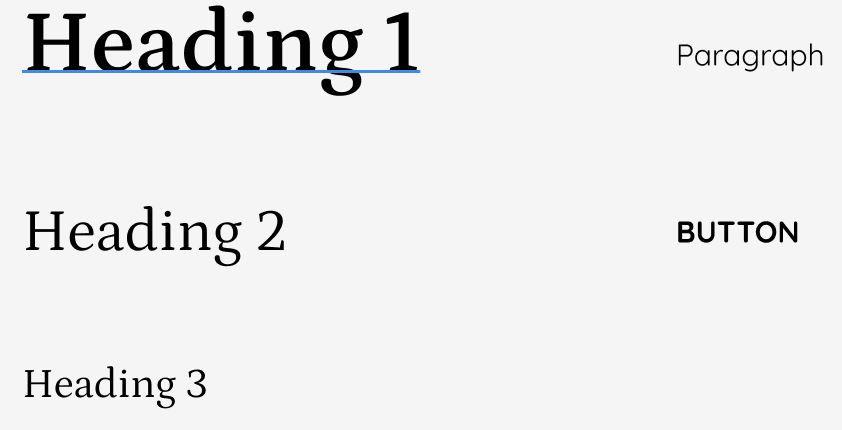 Heading 1
Paragraph
Heading 2
BUTTON
Heading 3